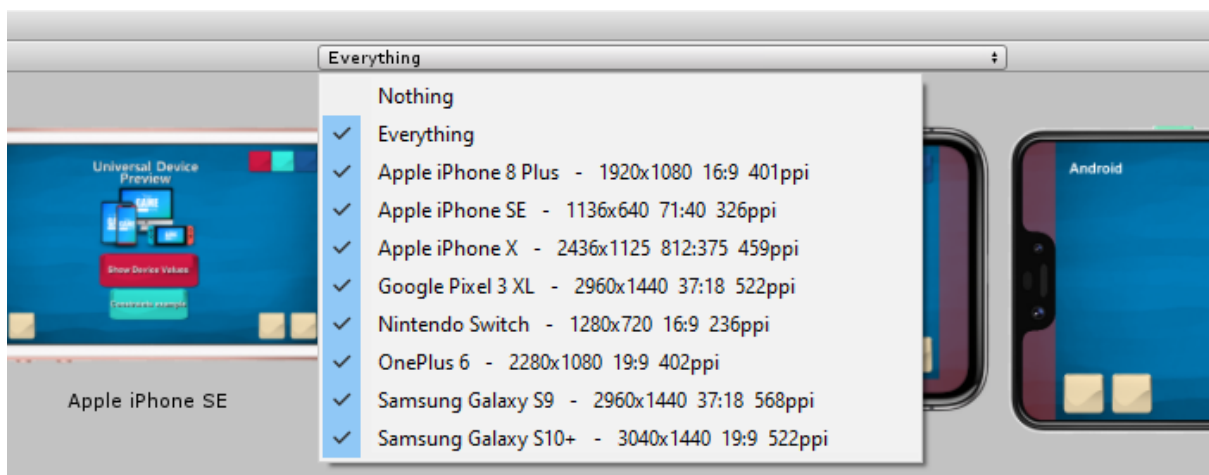 Everything
Nothing
Everything
Apple iPhone 8 Plus - 1920x1080 16:9 401ppi
Apple iPhone SE - 1136x640 71:40 326ppi
Apple iPhone X - 2436x1125 812:375 459ppi
Google Pixel 3 XL - 2960x1440 37:18 522ppi
Nintendo Switch - 1280x720 16:9 236ppi
OnePlus 6 - 2280x1080 19:9 402ppi
Samsung Galaxy S9 - 2960x1440 37:18 568ppi
Samsung Galaxy S10+ - 3040x1440 19:9 522ppi
Universal Device
Preview
GAME
Show Device Values
Apple iPhone SE
Android